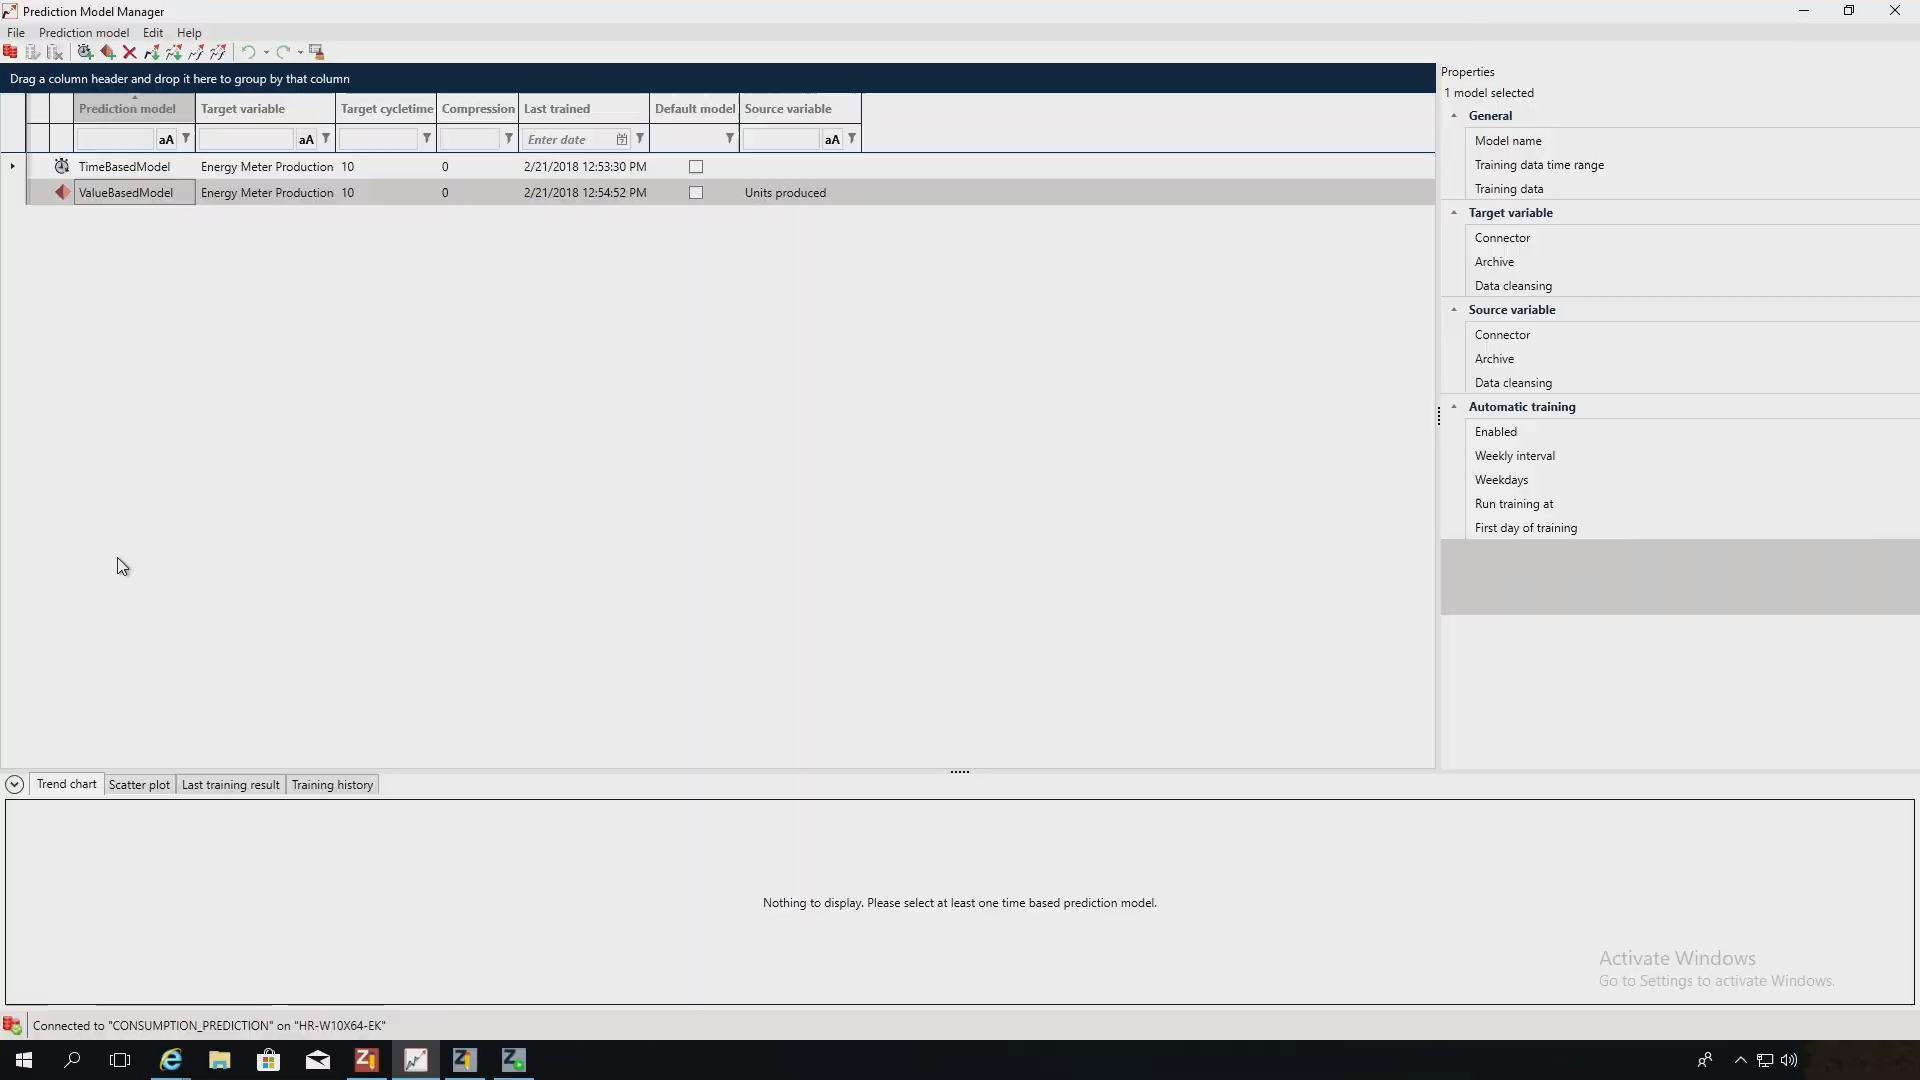 Prediction Model Manager
File Prediction model Edit Help
Drag a column header and drop it here to group by that column
Prediction model Target variable Target cycletime Compression Last trained Default model Source variable
aA aA Enter date aA
TimeBasedModel Energy Meter Production 10 0 2/21/2018 12:53:30 PM
ValueBasedModel Energy Meter Production 10 0 2/21/2018 12:54:52 PM Units produced
Properties
1 model selected
General
Model name
Training data time range
Training data
Target variable
Connector
Archive
Data cleansing
Source variable
Connector
Archive
Data cleansing
Automatic training
Enabled
Weekly interval
Weekdays
Run training at
First day of training
Trend chart Scatter plot Last training result Training history
Nothing to display. Please select at least one time based prediction model.
Activate Windows
Go to Settings to activate Windows.
Connected to "CONSUMPTION_PREDICTION" on "HR-W10X64-EK"